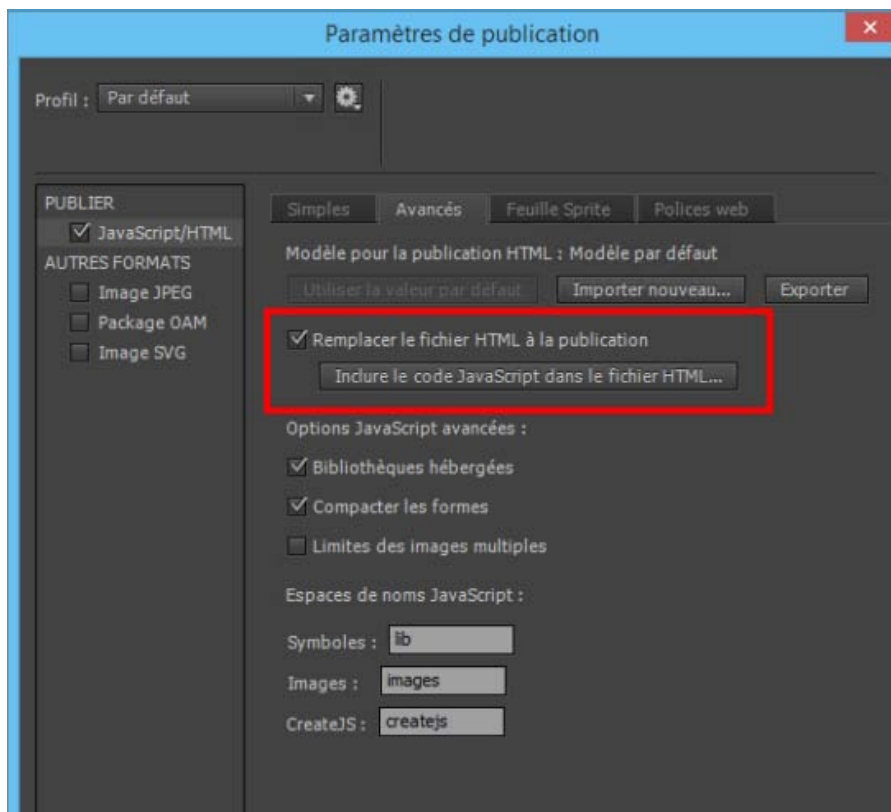 Paramètres de publication
Profil : Par défaut
PUBLIER
JavaScript/HTML
AUTRES FORMATS
Image JPEG
Package OAM
Image SVG
Simples Avancés Feuille Sprite Polices web
Modèle pour la publication HTML : Modèle par défaut
Utiliser la valeur par défaut Importer nouveau... Exporter
Remplacer le fichier HTML à la publication
Inclure le code JavaScript dans le fichier HTML...
Options JavaScript avancées :
Bibliothèques hébergées
Compacter les formes
Limites des images multiples
Espaces de noms JavaScript :
Symboles : lib
Images : images
CreateJS : createjs